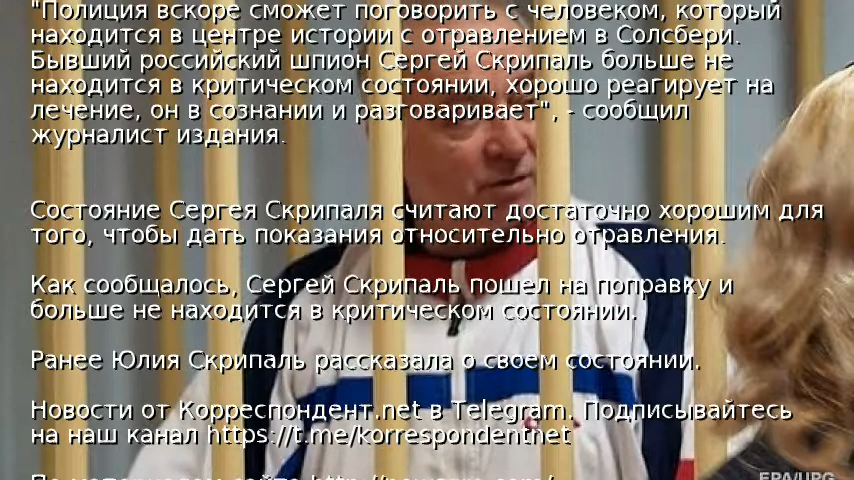 "Полиция вскоре сможет поговорить с человеком, который
находится в центре истории с отравлением в Солсбери.
Бывший российский шпион Сергей Скрипаль больше не
находится в критическом состоянии, хорошо реагирует на
лечение, он в сознании и разговаривает", - сообщил
журналист издания.
Состояние Сергея Скрипаля считают достаточно хорошим для
того, чтобы дать показания относительно отравления.
Как сообщалось, Сергей Скрипаль пошел на поправку и
больше не находится в критическом состоянии.
Ранее Юлия Скрипаль рассказала о своем состоянии.
Новости от Корреспондент.net в Telegram. Подписывайтесь
на наш канал https://t.me/korrespondentnet
EPA/UPG